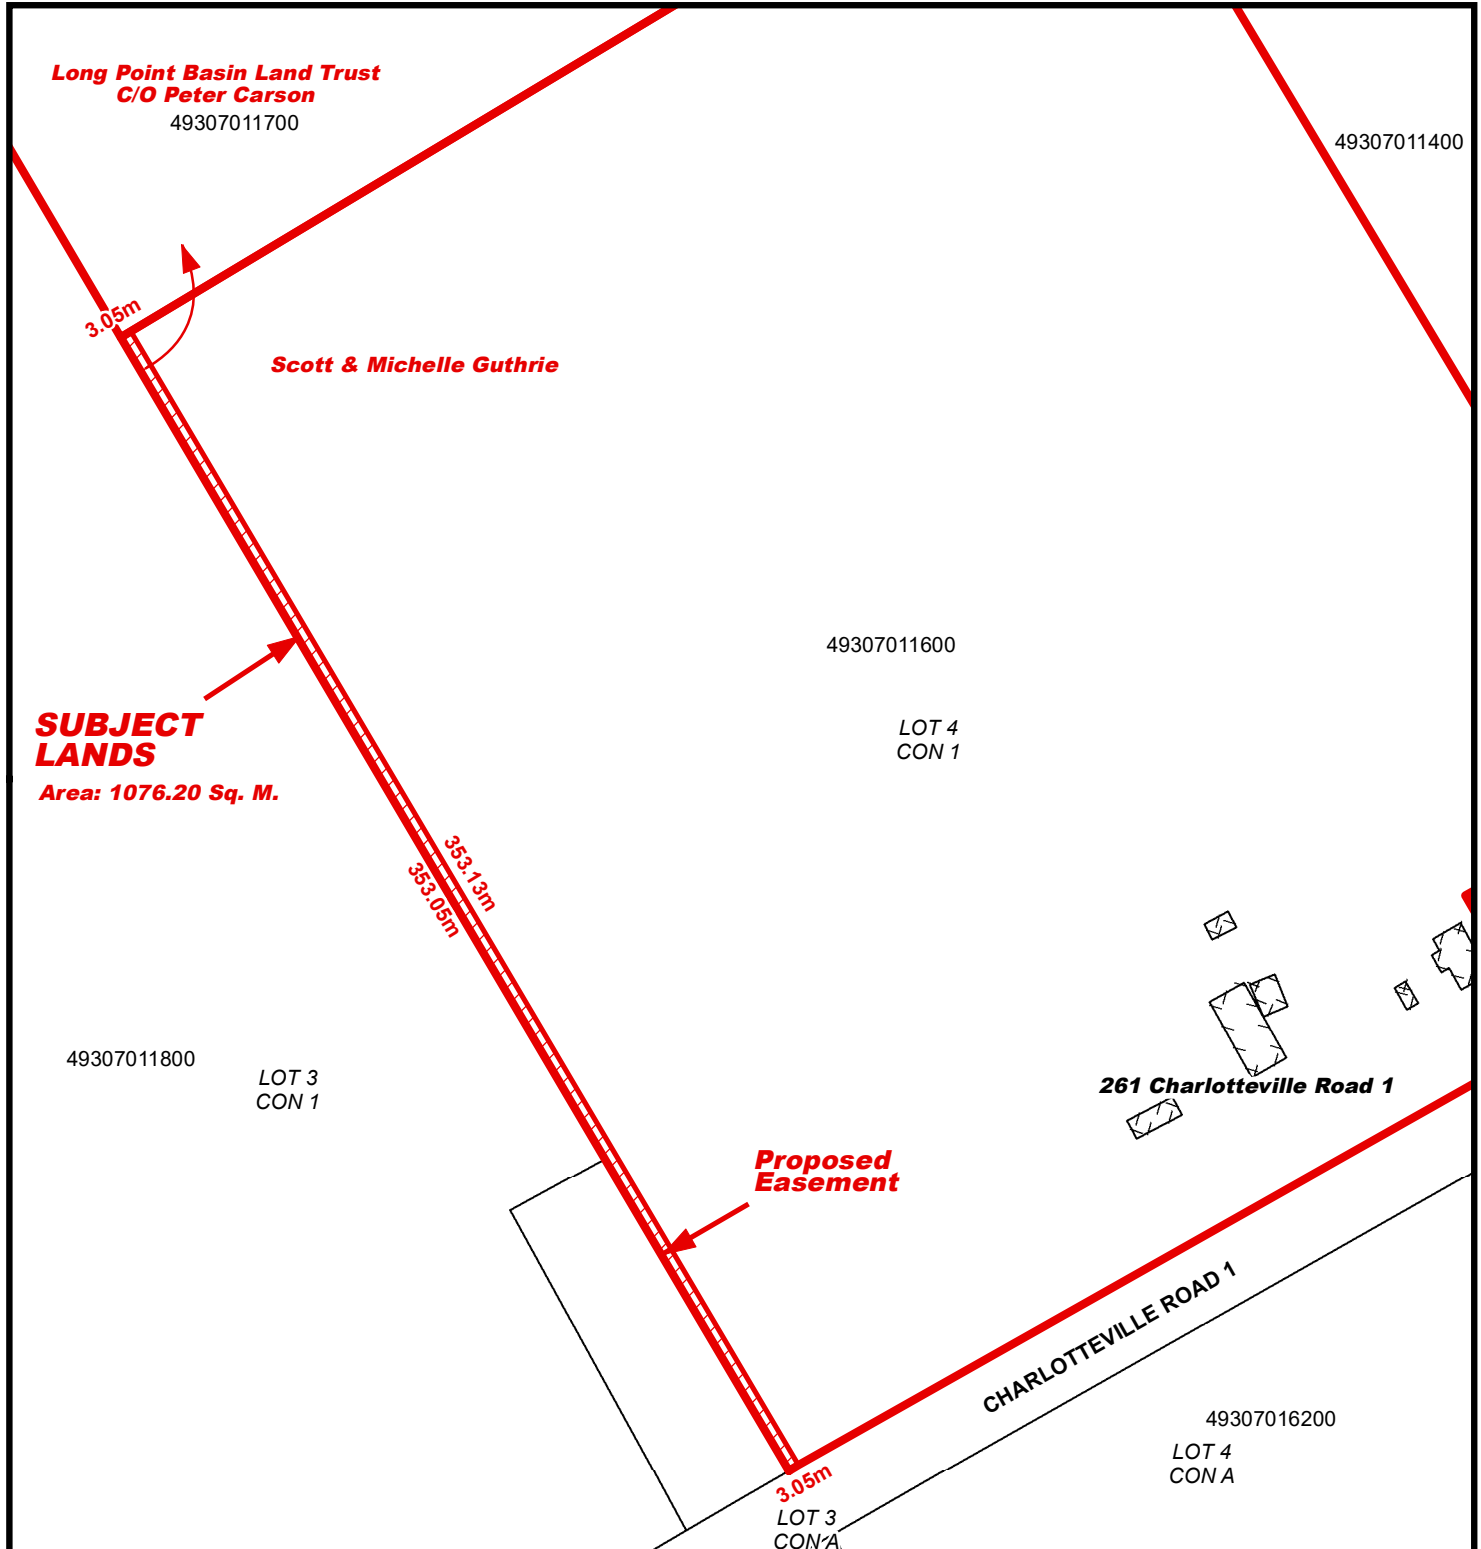 Long Point Basin Land Trust
C/O Peter Carson
49307011700
49307011400
3.05m
Scott & Michelle Guthrie
49307011600
SUBJECT
LANDS
Area: 1076.20 Sq. M.
LOT 4
CON 1
353.13m
353.05m
49307011800
LOT 3
CON 1
261 Charlotteville Road 1
Proposed
Easement
CHARLOTTEVILLE ROAD 1
49307016200
LOT 4
CON A
3.05m
LOT 3
CON A